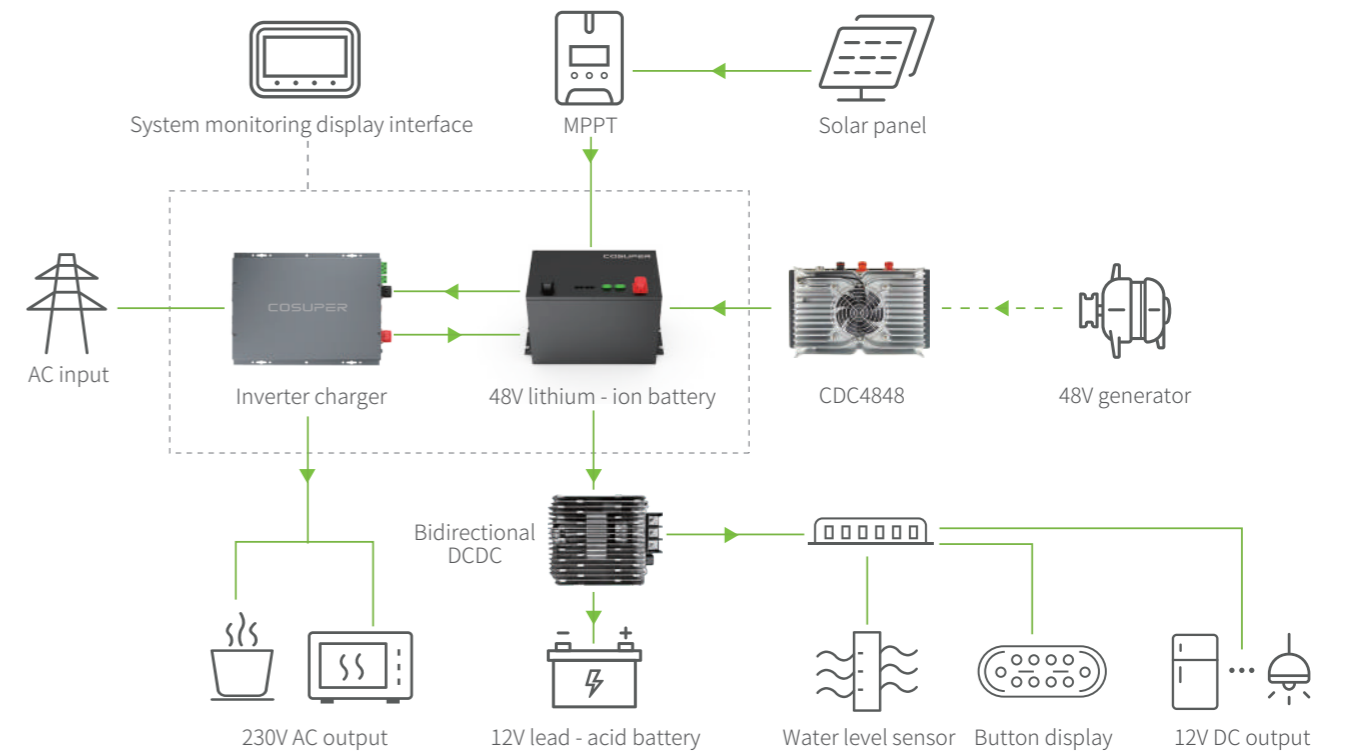 System monitoring display interface
MPPT
Solar panel
COSUPER
COSUPER
AC input
Inverter charger
48V lithium - ion battery
CDC4848
48V generator
Bidirectional
DCDC
230V AC output
12V lead - acid battery
Water level sensor
Button display
12V DC output